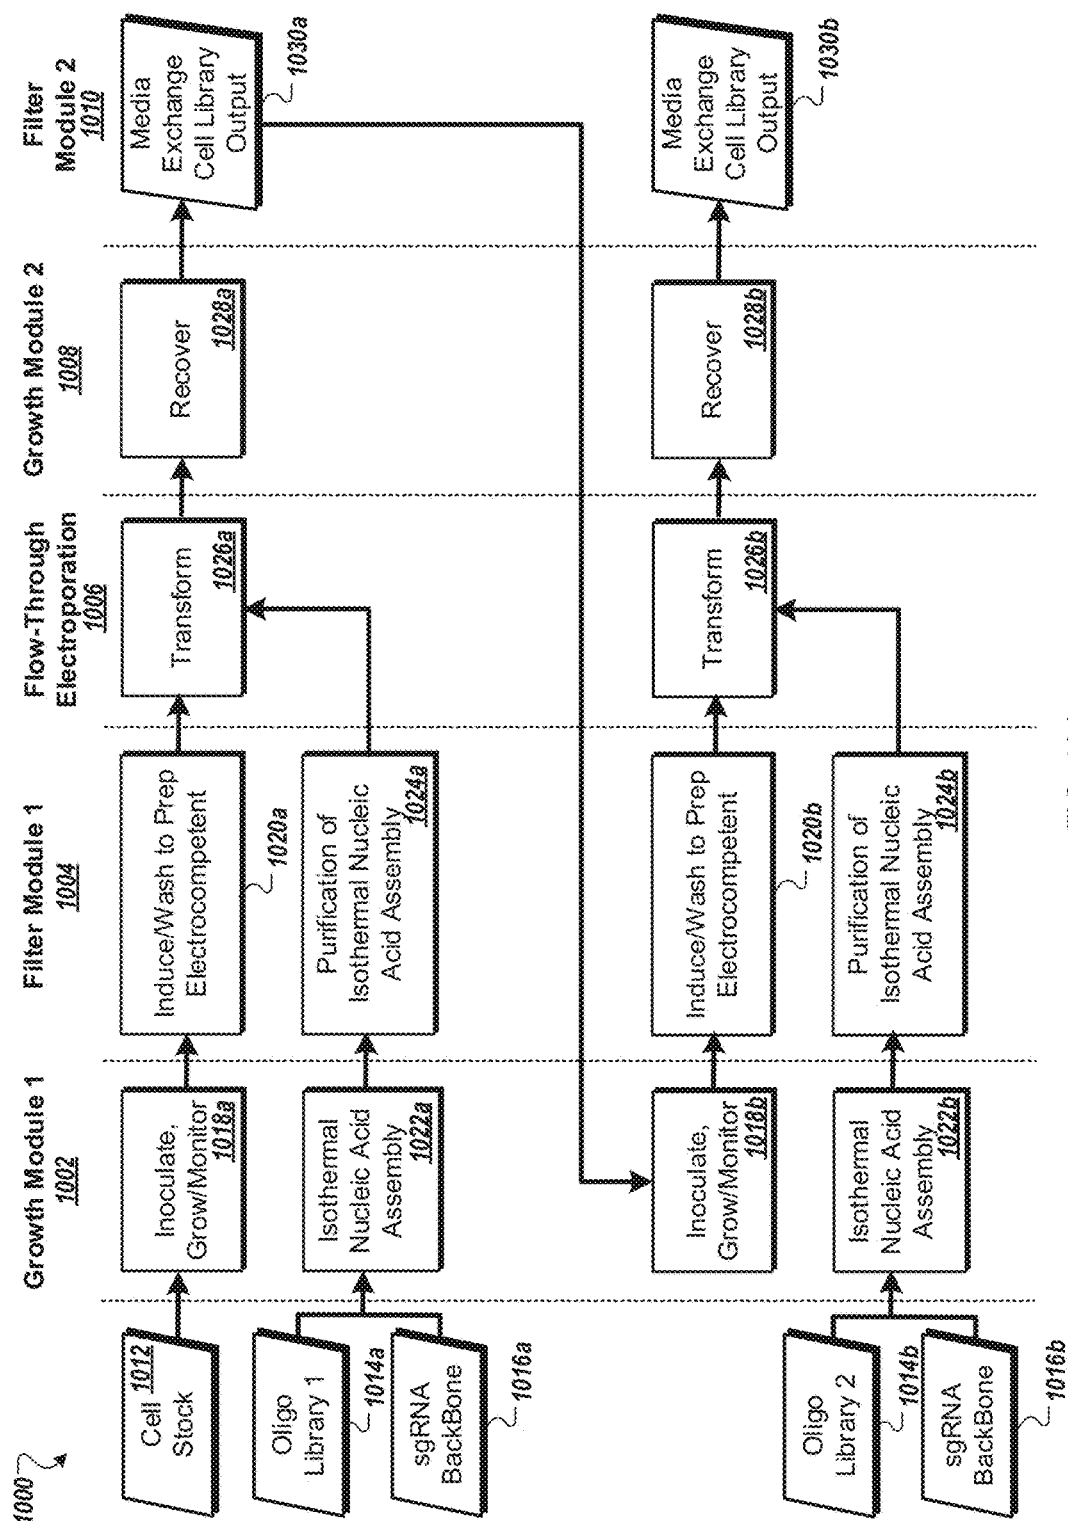 1000
Growth Module 1
1002
Filter Module 1
1004
Flow-Through
Electroporation
1006
Growth Module 2
1008
Filter
Module 2
1010
Cell
1012
Stock
Inoculate,
Grow/Monitor
1018a
Induce/Wash to Prep
Electrocompetent
1020a
Transform
1026a
Recover
1028a
Media
Exchange
Cell Library
Output
1030a
Oligo
Library 1
1014a
sgRNA
BackBone
1016a
Isothermal
Nucleic Acid
Assembly
1022a
Purification of
Isothermal Nucleic
Acid Assembly
1024a
Inoculate,
Grow/Monitor
1018b
Induce/Wash to Prep
Electrocompetent
1020b
Transform
1026b
Recover
1028b
Media
Exchange
Cell Library
Output
1030b
Oligo
Library 2
1014b
sgRNA
BackBone
1016b
Isothermal
Nucleic Acid
Assembly
1022b
Purification of
Isothermal Nucleic
Acid Assembly
1024b